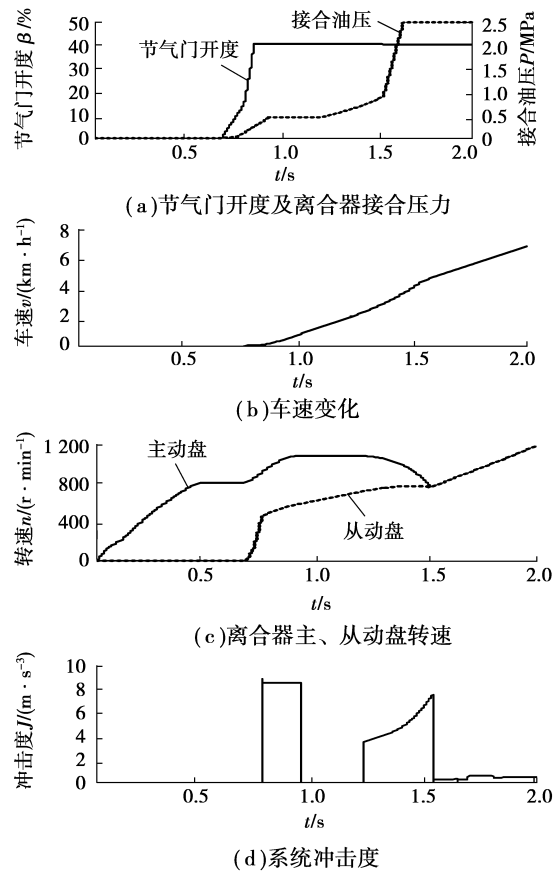 节气门开度 β/%
50
40
30
20
10
0
节气门开度
接合油压
2.5
2.0
1.5
1.0
0.5
0
接合油压P/MPa
0.5
1.0
1.5
2.0
t/s
(a)节气门开度及离合器接合压力
车速v/(km·h⁻¹)
8
6
4
2
0
0.5
1.0
1.5
2.0
t/s
(b)车速变化
转速n/(r·min⁻¹)
1 200
800
400
0
主动盘
从动盘
0.5
1.0
1.5
2.0
t/s
(c)离合器主、从动盘转速
冲击度J/(m·s⁻³)
10
8
6
4
2
0
0.5
1.0
1.5
2.0
t/s
(d)系统冲击度